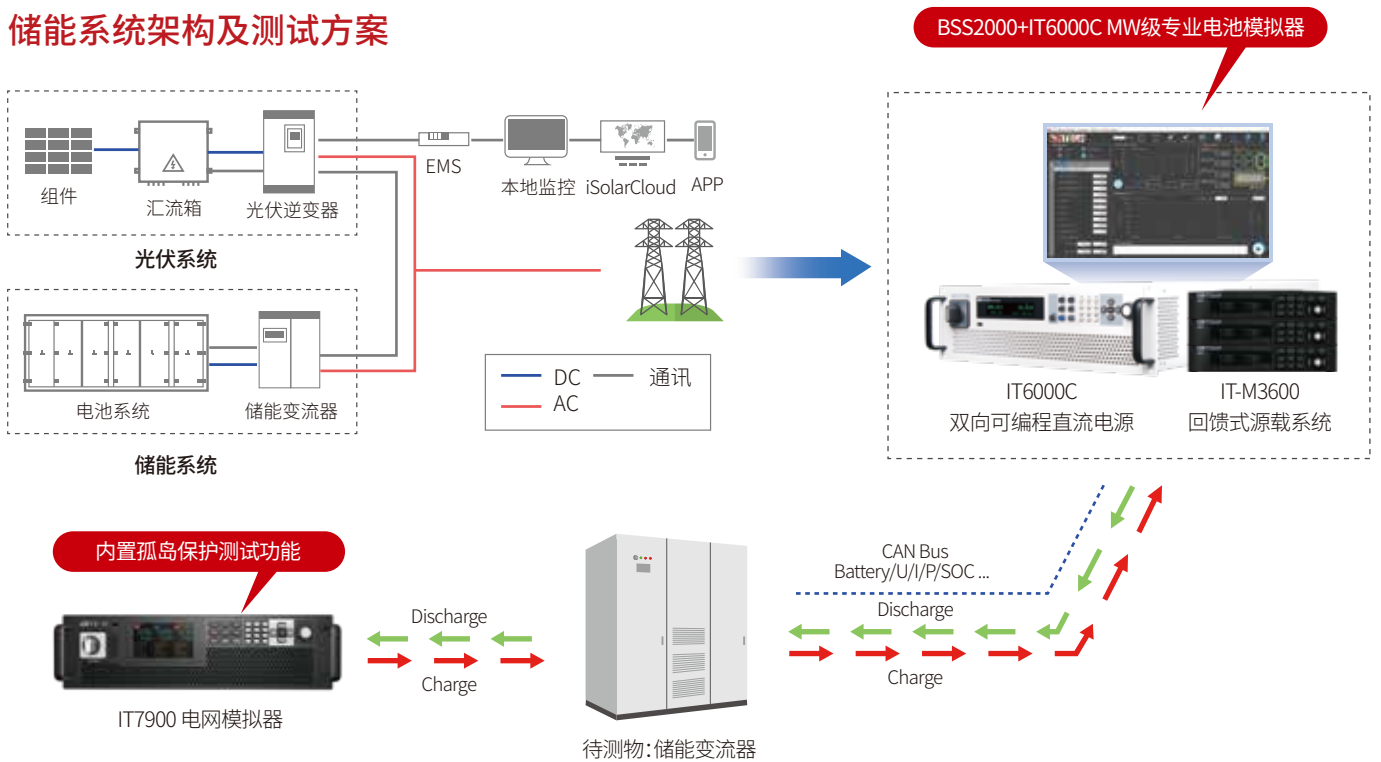 储能系统架构及测试方案
BSS2000+IT6000C MW级专业电池模拟器
组件
汇流箱
光伏逆变器
EMS
本地监控
iSolarCloud
APP
光伏系统
电池系统
储能变流器
储能系统
DC
通讯
AC
IT6000C
双向可编程直流电源
IT-M3600
回馈式源载系统
内置孤岛保护测试功能
IT7900 电网模拟器
Discharge
Charge
待测物:储能变流器
CAN Bus
Battery/U/I/P/SOC ...
Discharge
Charge